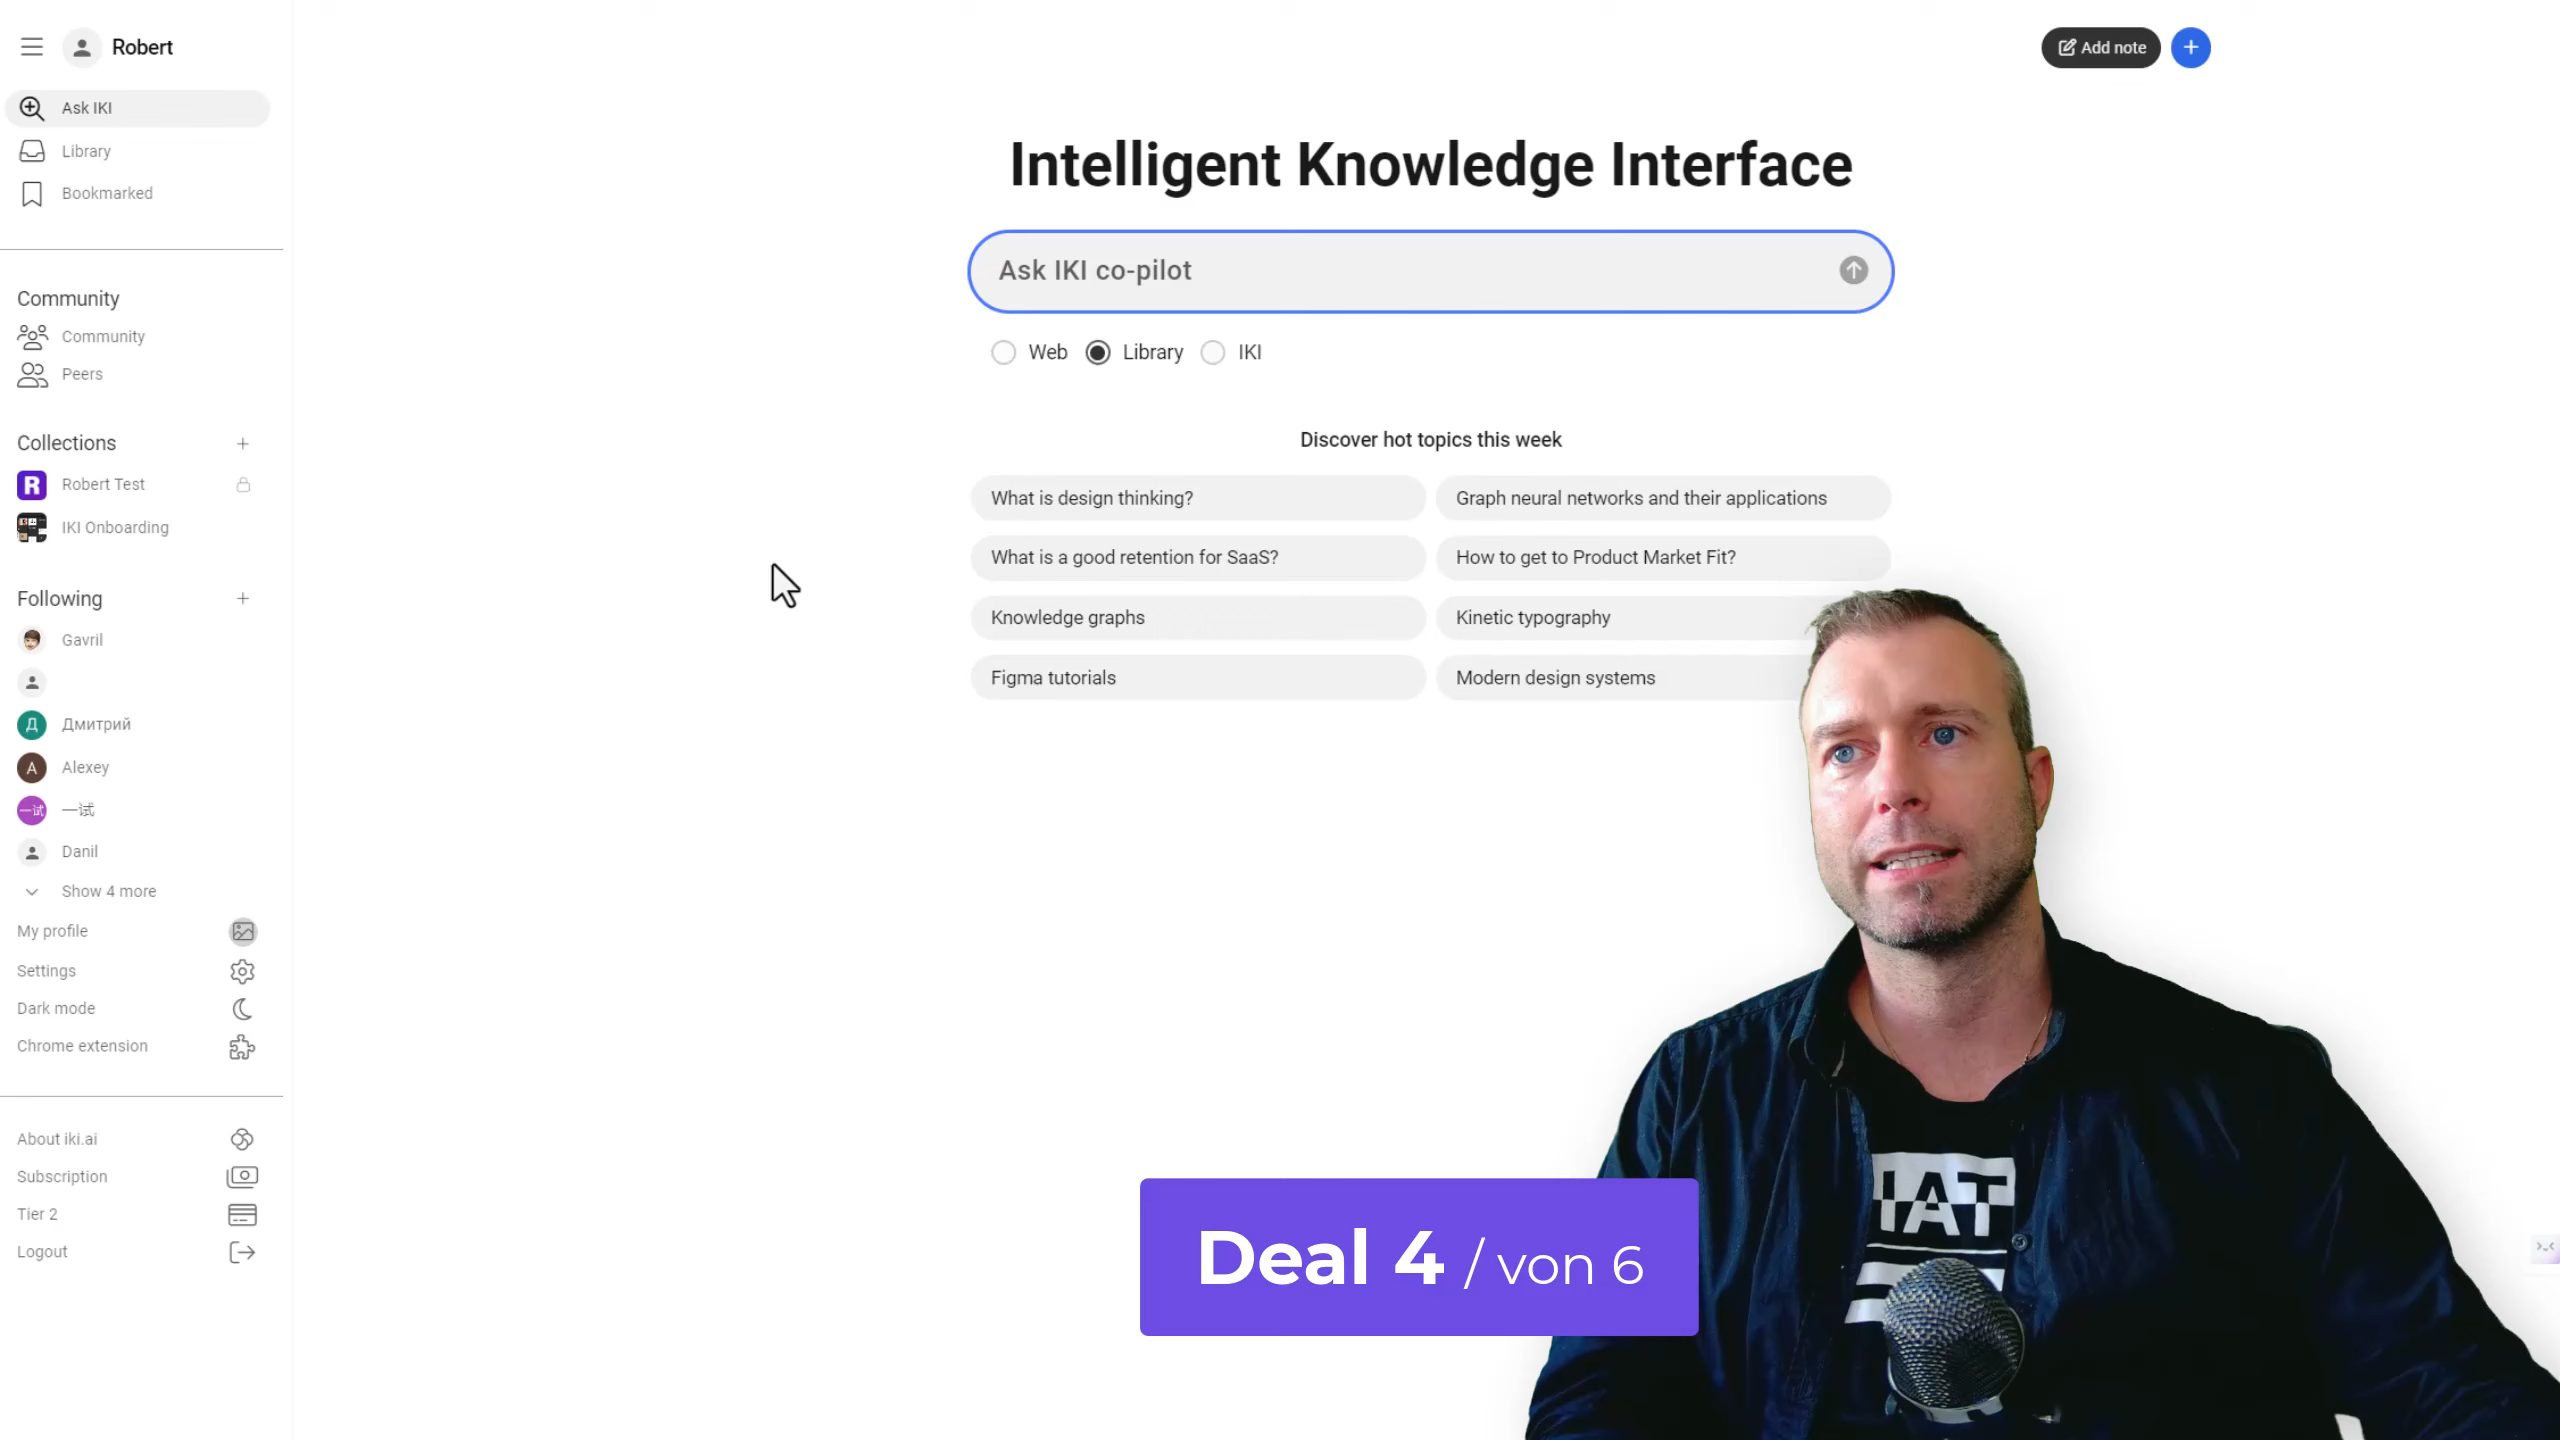 Robert
Add note
Ask IKI
Library
Bookmarked
Intelligent Knowledge Interface
Ask IKI co-pilot
Web
Library
IKI
Discover hot topics this week
What is design thinking?
Graph neural networks and their applications
What is a good retention for SaaS?
How to get to Product Market Fit?
Knowledge graphs
Kinetic typography
Figma tutorials
Modern design systems
Community
Community
Peers
Collections
R
Robert Test
IKI Onboarding
Following
Gavril
Д
Дмитрий
A
Alexey
一试
一试
Danil
Show 4 more
My profile
Settings
Dark mode
Chrome extension
About iki.ai
Subscription
Tier 2
Logout
Deal 4 / von 6